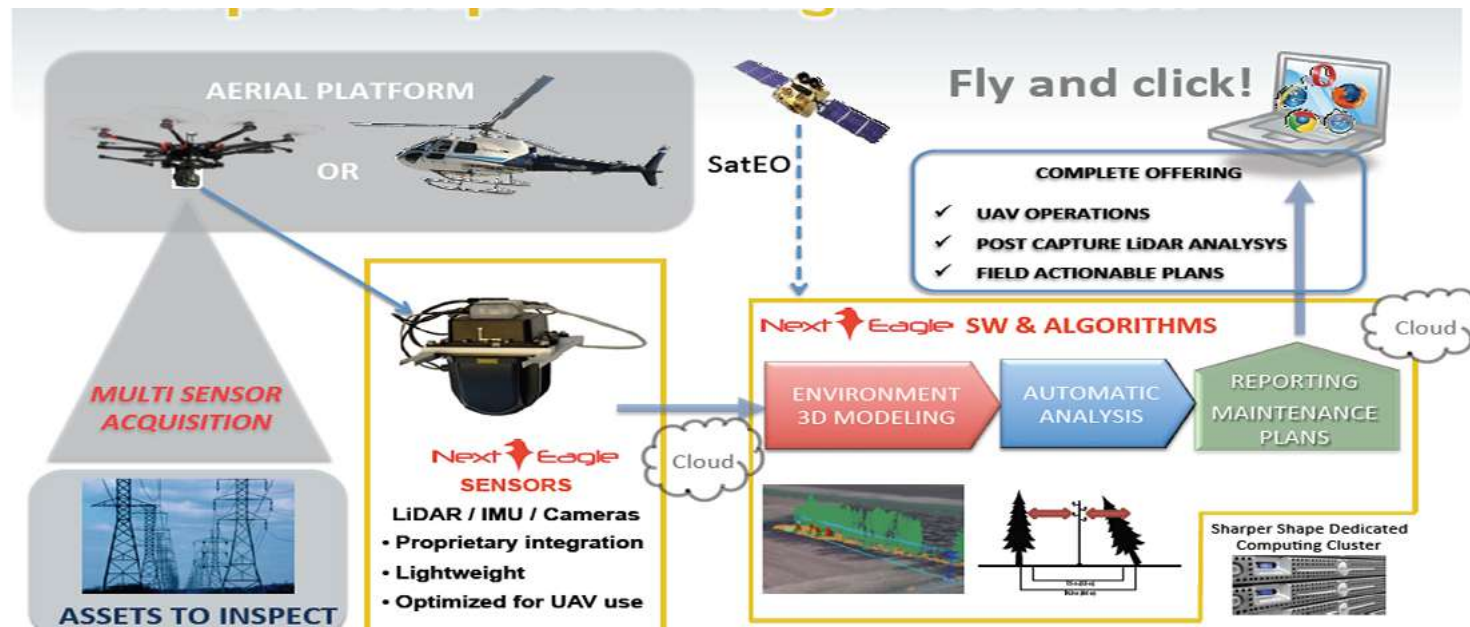 AERIAL PLATFORM
OR
SatEO
Fly and click!
COMPLETE OFFERING
✓ UAV OPERATIONS
✓ POST CAPTURE LiDAR ANALYSYS
✓ FIELD ACTIONABLE PLANS
MULTI SENSOR
ACQUISITION
ASSETS TO INSPECT
Next Eagle
SENSORS
LiDAR / IMU / Cameras
• Proprietary integration
• Lightweight
• Optimized for UAV use
Cloud
Next Eagle SW & ALGORITHMS
Cloud
ENVIRONMENT
3D MODELING
AUTOMATIC
ANALYSIS
REPORTING
MAINTENANCE
PLANS
Sharper Shape Dedicated
Computing Cluster